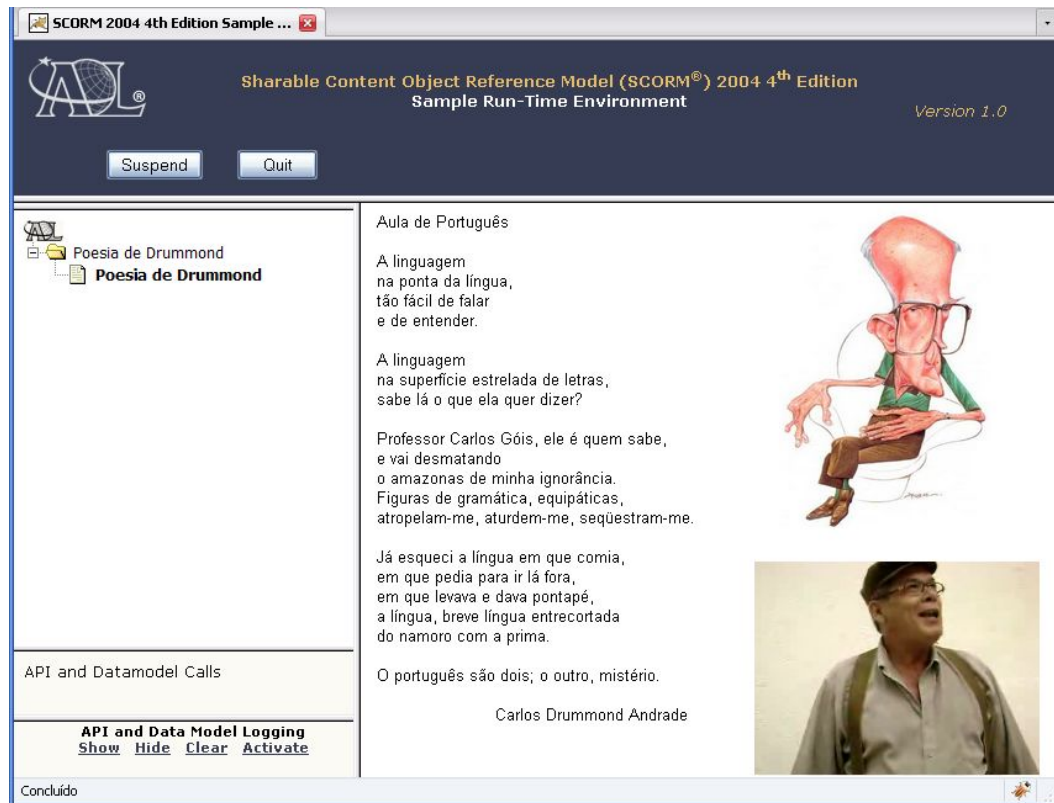 SCORM 2004 4th Edition Sample ...
ADL®
Sharable Content Object Reference Model (SCORM®) 2004 4th Edition
Sample Run-Time Environment
Version 1.0
Suspend
Quit
ADL
Poesia de Drummond
Poesia de Drummond
API and Datamodel Calls
API and Data Model Logging
Show Hide Clear Activate
Aula de Português
A linguagem
na ponta da língua,
tão fácil de falar
e de entender.
A linguagem
na superfície estrelada de letras,
sabe lá o que ela quer dizer?
Professor Carlos Góis, ele é quem sabe,
e vai desmatando
o amazonas de minha ignorância.
Figuras de gramática, equipáticas,
atropelam-me, aturdem-me, seqüestram-me.
Já esqueci a língua em que comia,
em que pedia para ir lá fora,
em que levava e dava pontapé,
a língua, breve língua entrecortada
do namoro com a prima.
O português são dois; o outro, mistério.
Carlos Drummond Andrade
Concluído